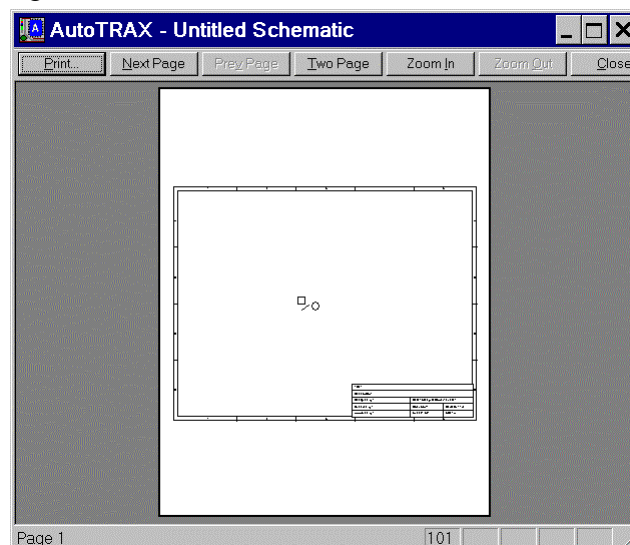 AutoTRAX - Untitled Schematic
Print... Next Page Prev Page Two Page Zoom In Zoom Out Close
Page 1 101